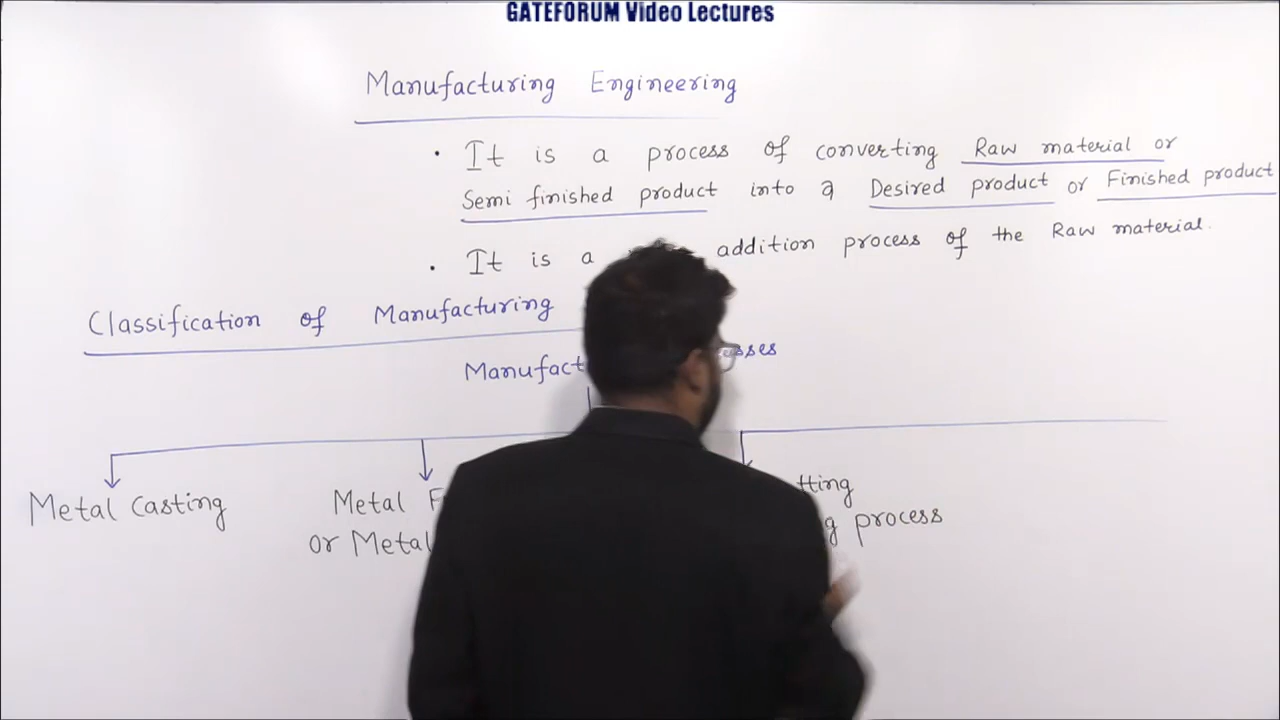 GATEFORUM Video Lectures
Manufacturing Engineering
• It is a process of converting Raw material or
Semi finished product into a Desired product or Finished product
• It is a addition process of the Raw material.
Classification of Manufacturing
Metal Casting
Metal
or Metal
process